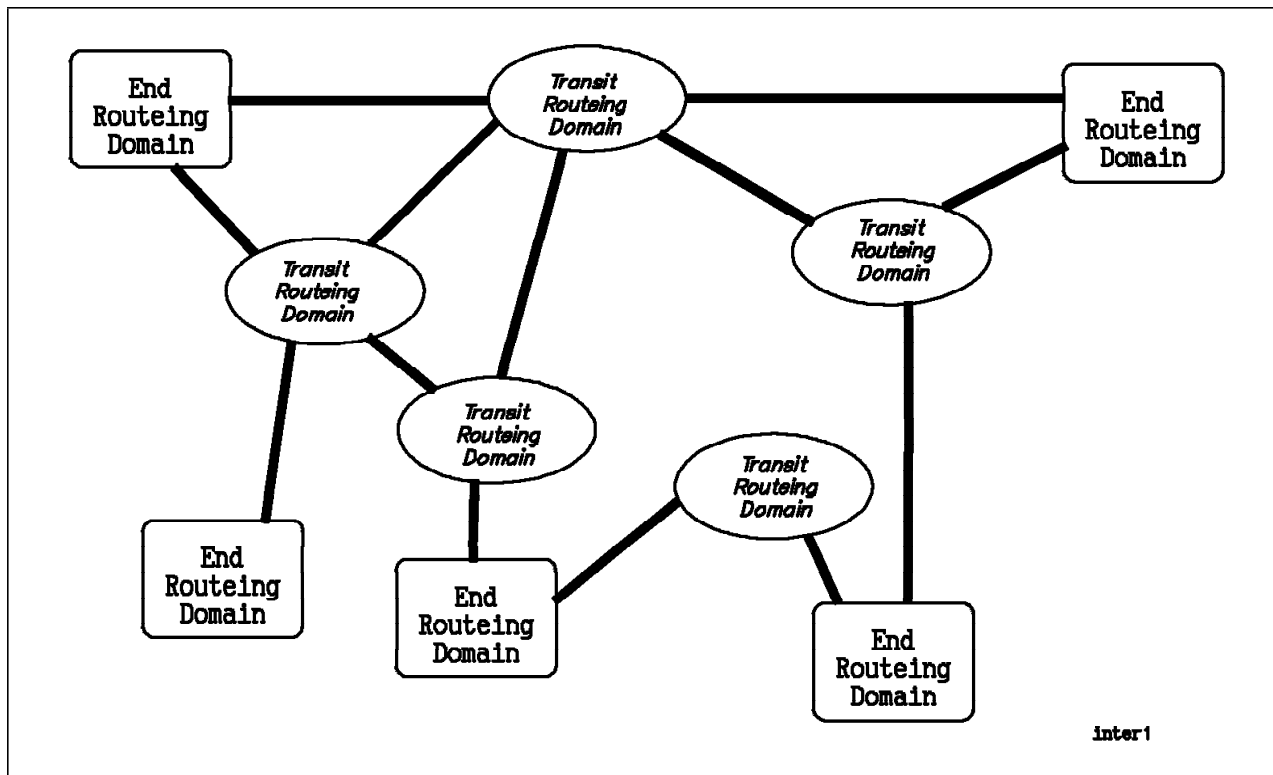 End
Routeing
Domain
Transit
Routeing
Domain
End
Routeing
Domain
Transit
Routeing
Domain
Transit
Routeing
Domain
Transit
Routeing
Domain
Transit
Routeing
Domain
End
Routeing
Domain
End
Routeing
Domain
End
Routeing
Domain
inter1